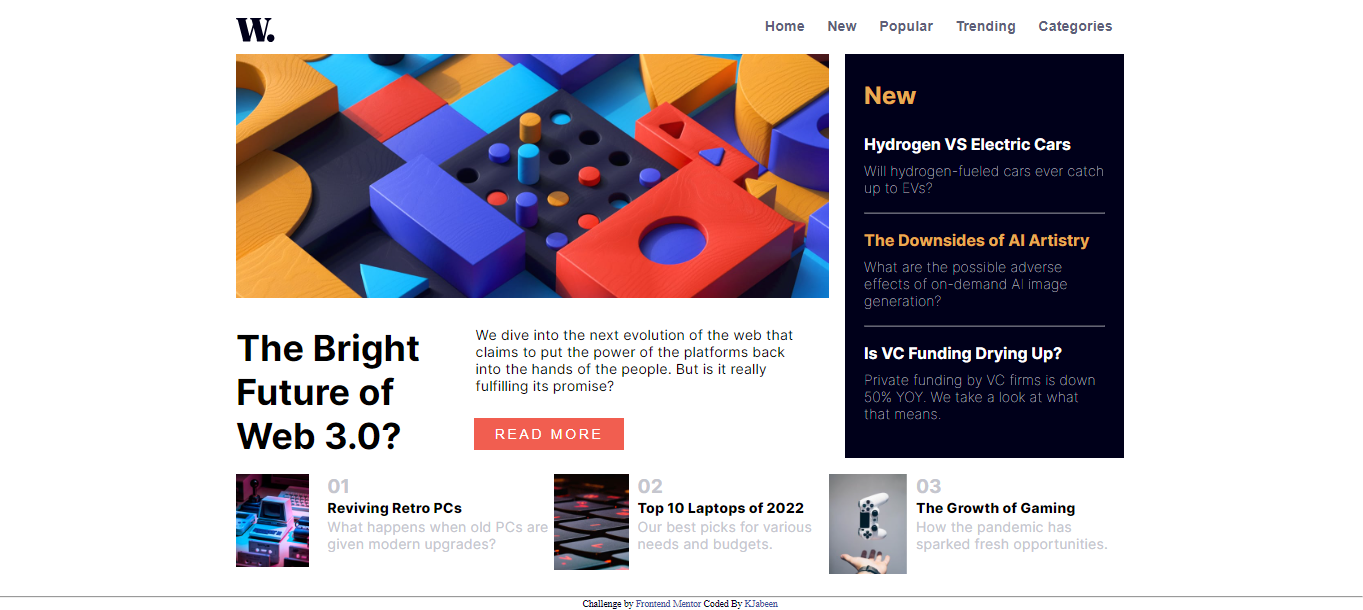 W.
Home New Popular Trending Categories
The Bright
Future of
Web 3.0?
We dive into the next evolution of the web that
claims to put the power of the platforms back
into the hands of the people. But is it really
fulfilling its promise?
READ MORE
New
Hydrogen VS Electric Cars
Will hydrogen-fueled cars ever catch
up to EVs?
The Downsides of AI Artistry
What are the possible adverse
effects of on-demand AI image
generation?
Is VC Funding Drying Up?
Private funding by VC firms is down
50% YOY. We take a look at what
that means.
01
Reviving Retro PCs
What happens when old PCs are
given modern upgrades?
02
Top 10 Laptops of 2022
Our best picks for various
needs and budgets.
03
The Growth of Gaming
How the pandemic has
sparked fresh opportunities.
Challenge by Frontend Mentor Coded By KJabeen